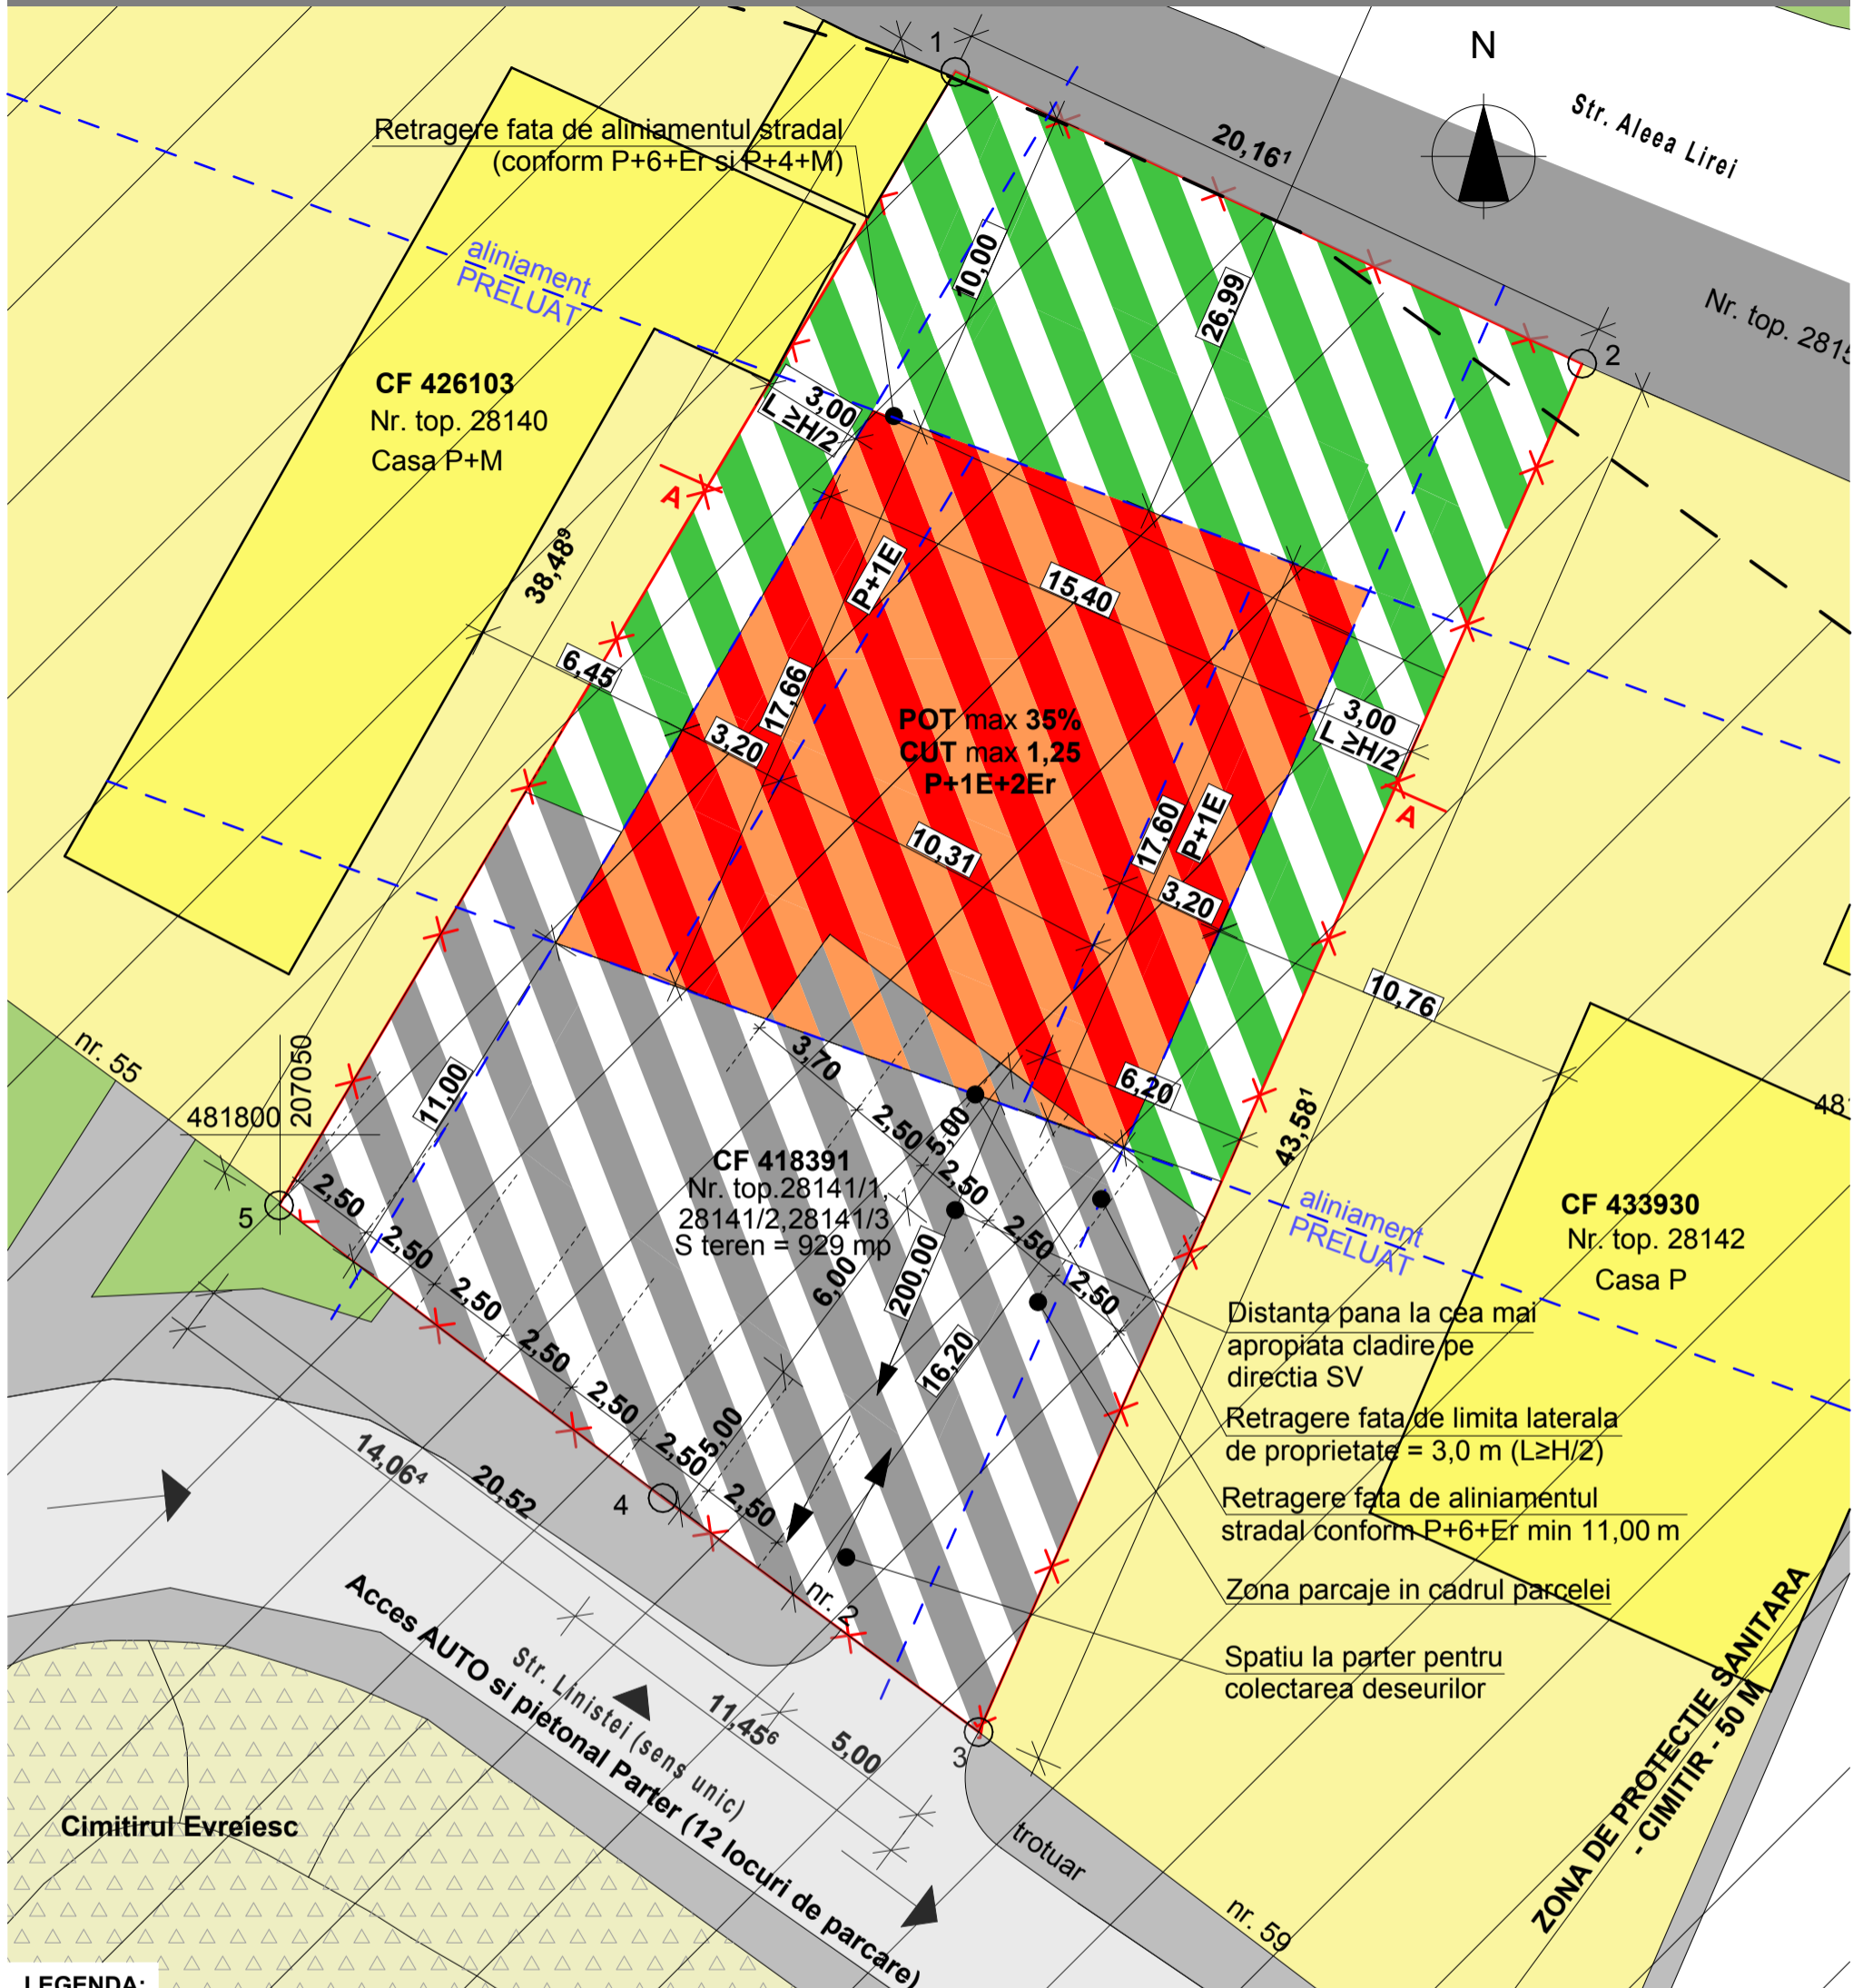 1
N
Str. Aleea Lirei
20,16¹
Retragere fata de aliniamentul stradal
(conform P+6+Er si P+4+M)
10,00
26,99
2
aliniament
PRELUAT
CF 426103
Nr. top. 28140
Casa P+M
3,00
L ≥H/2
A
38,48⁹
P+1E
15,40
6,45
17,66
3,20
POT max 35%
CUT max 1,25
P+1E+2Er
3,00
L ≥H/2
A
10,31
17,60
P+1E
3,20
10,76
nr. 55
481800
207050
11,00
3,70
2,50
5,00
6,20
43,58¹
CF 418391
Nr. top.28141/1,
28141/2,28141/3
S teren = 929 mp
2,50
2,50
2,50
aliniament
PRELUAT
CF 433930
Nr. top. 28142
Casa P
5
2,50
2,50
2,50
2,50
2,50
2,50
2,50
6,00
200,00
16,20
5,00
Distanta pana la cea mai
apropiata cladire pe
directia SV
Retragere fata de limita laterala
de proprietate = 3,0 m (L≥H/2)
Retragere fata de aliniamentul
stradal conform P+6+Er min 11,00 m
Zona parcaje in cadrul parcelei
Spatiu la parter pentru
colectarea deseurilor
14,06⁴
20,52
4
nr. 2
3
Acces AUTO si pietonal Parter (12 locuri de parcare)
Str. Linistei (sens unic)
11,45⁶
5,00
trotuar
nr. 59
ZONA DE PROTECTIE SANITARA
- CIMITIR - 50 M
Cimitirul Evreiesc
LEGENDA: